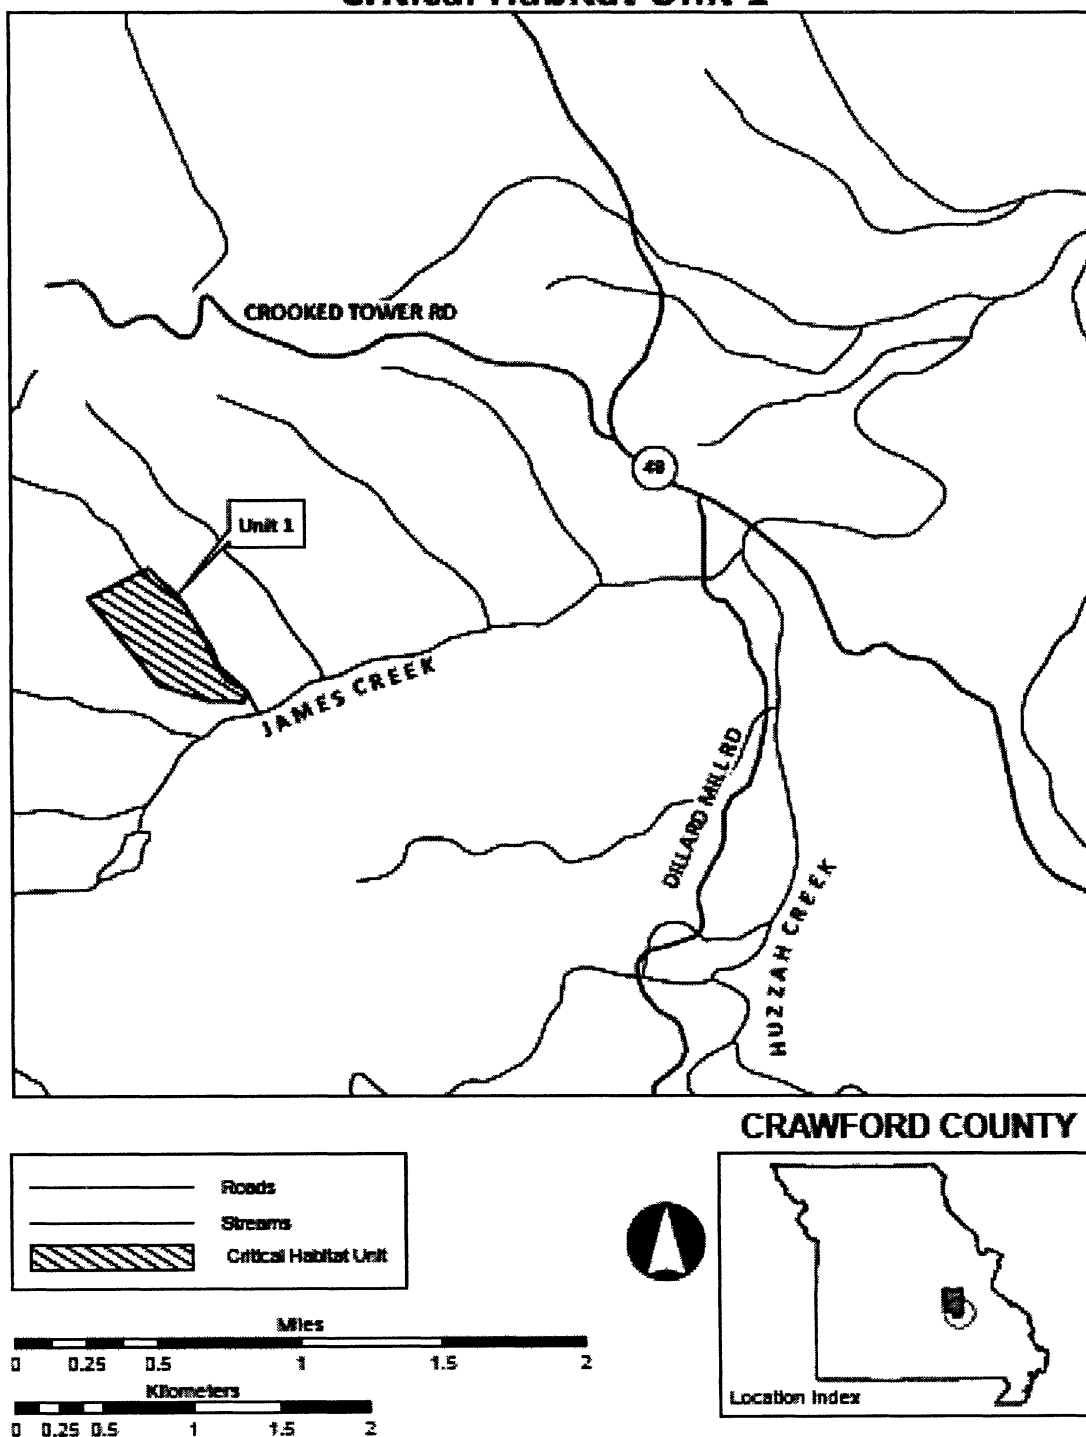 Critical Habitat Unit 1
CROOKED TOWER RD
49
Unit 1
JAMES CREEK
DILLARD MILL RD
HUZZAH CREEK
CRAWFORD COUNTY
Roads
Streams
Critical Habitat Unit
Miles
0 0.25 0.5 1 1.5 2
Kilometers
0 0.25 0.5 1 1.5 2
Location Index